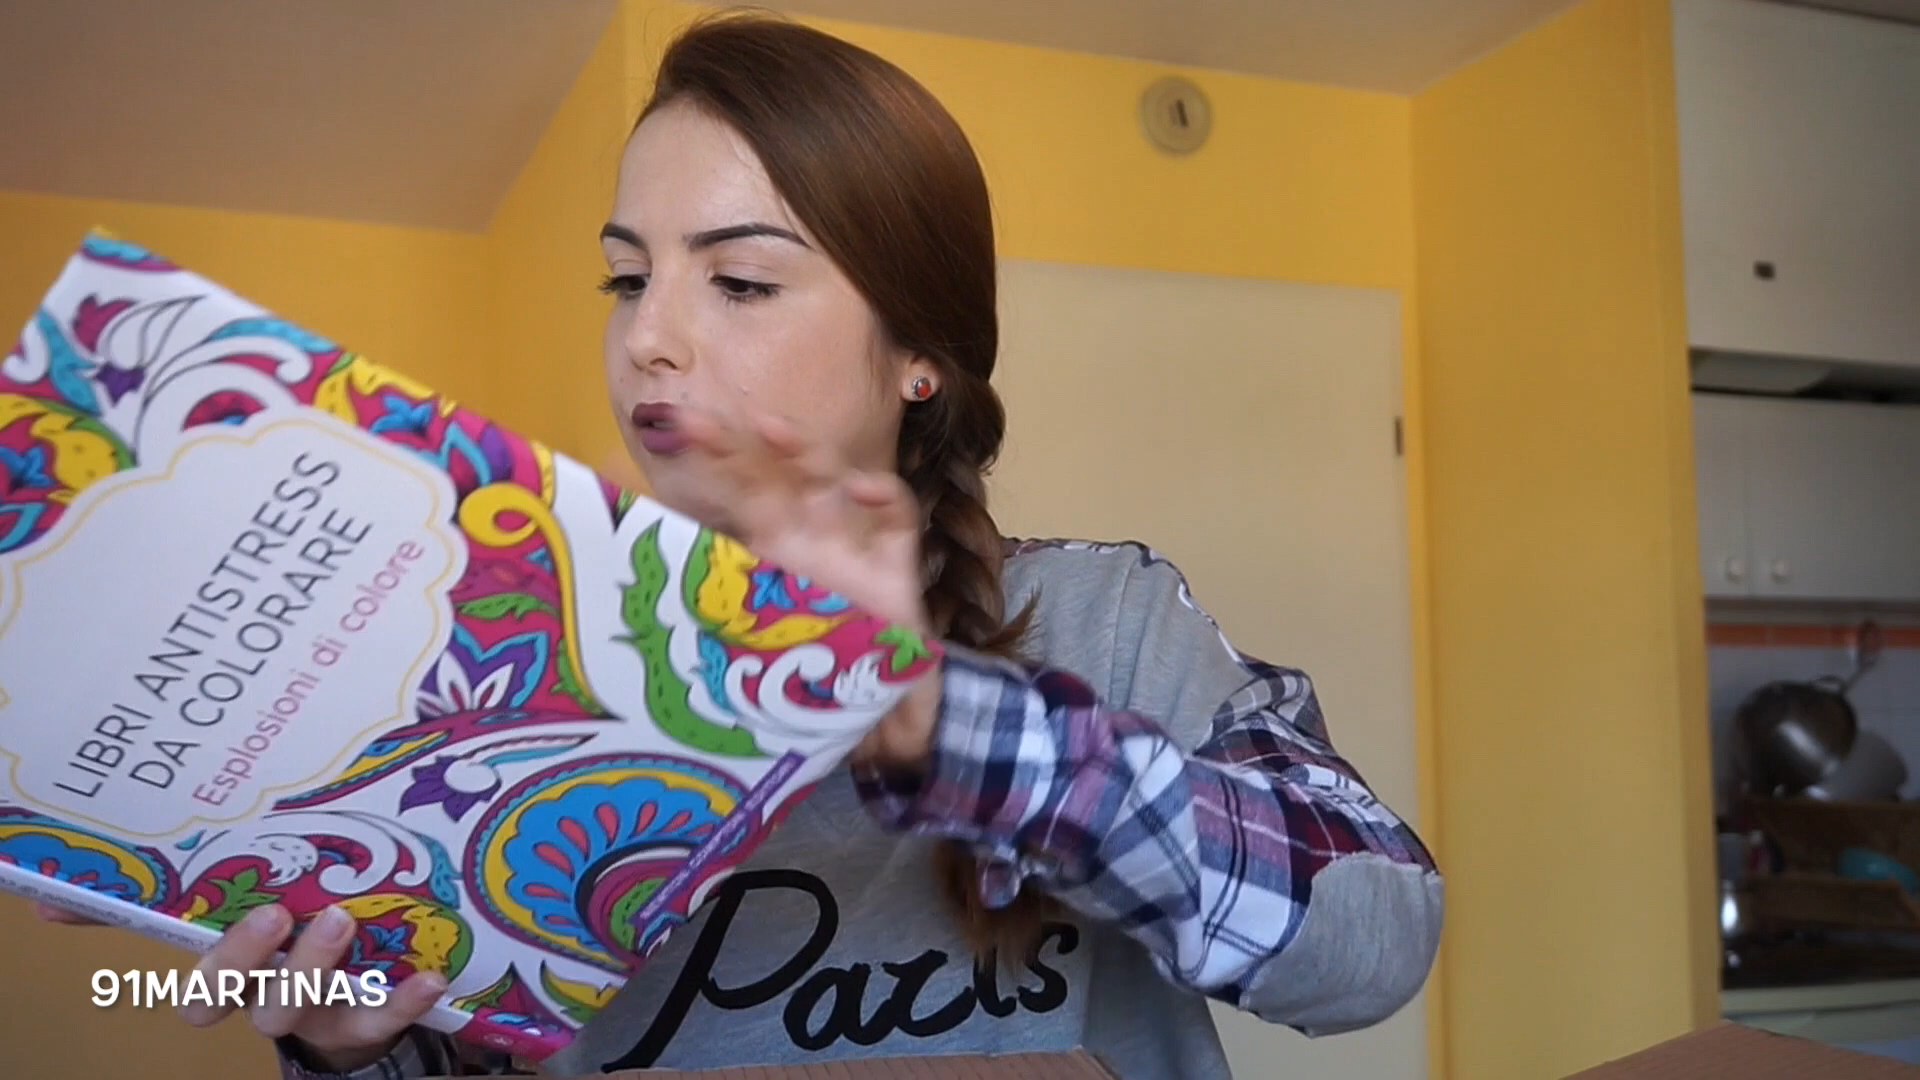 LIBRI ANTISTRESS
DA COLORARE
Esplosioni di colore
91MARTiNAS
Paris